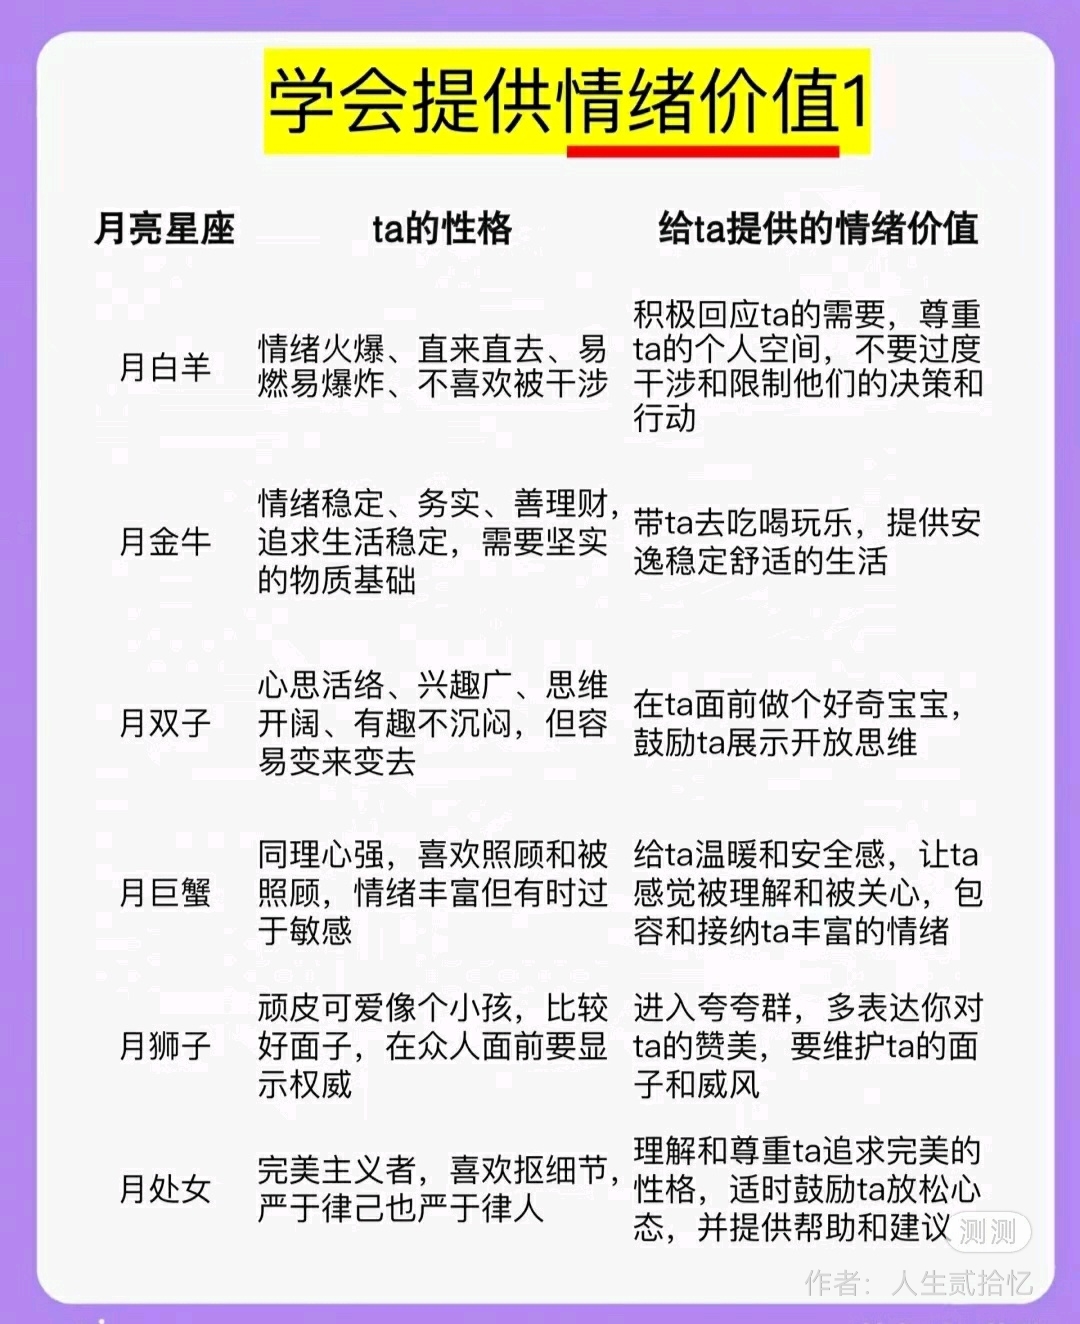 学会提供情绪价值1
月亮星座 ta的性格 给ta提供的情绪价值
月白羊
情绪火爆、直来直去、易
燃易爆炸、不喜欢被干涉
积极回应ta的需要，尊重
ta的个人空间，不要过度
干涉和限制他们的决策和
行动
月金牛
情绪稳定、务实、善理财，
追求生活稳定，需要坚实
的物质基础
带ta去吃喝玩乐，提供安
逸稳定舒适的生活
月双子
心思活络、兴趣广、思维
开阔、有趣不沉闷，但容
易变来变去
在ta面前做个好奇宝宝，
鼓励ta展示开放思维
月巨蟹
同理心强，喜欢照顾和被
照顾，情绪丰富但有时过
于敏感
给ta温暖和安全感，让ta
感觉被理解和被关心，包
容和接纳ta丰富的情绪
月狮子
顽皮可爱像个小孩，比较
好面子，在众人面前要显
示权威
进入夸夸群，多表达你对
ta的赞美，要维护ta的面
子和威风
月处女
完美主义者，喜欢抠细节，
严于律己也严于律人
理解和尊重ta追求完美的
性格，适时鼓励ta放松心
态，并提供帮助和建议
测测
作者：人生贰拾忆